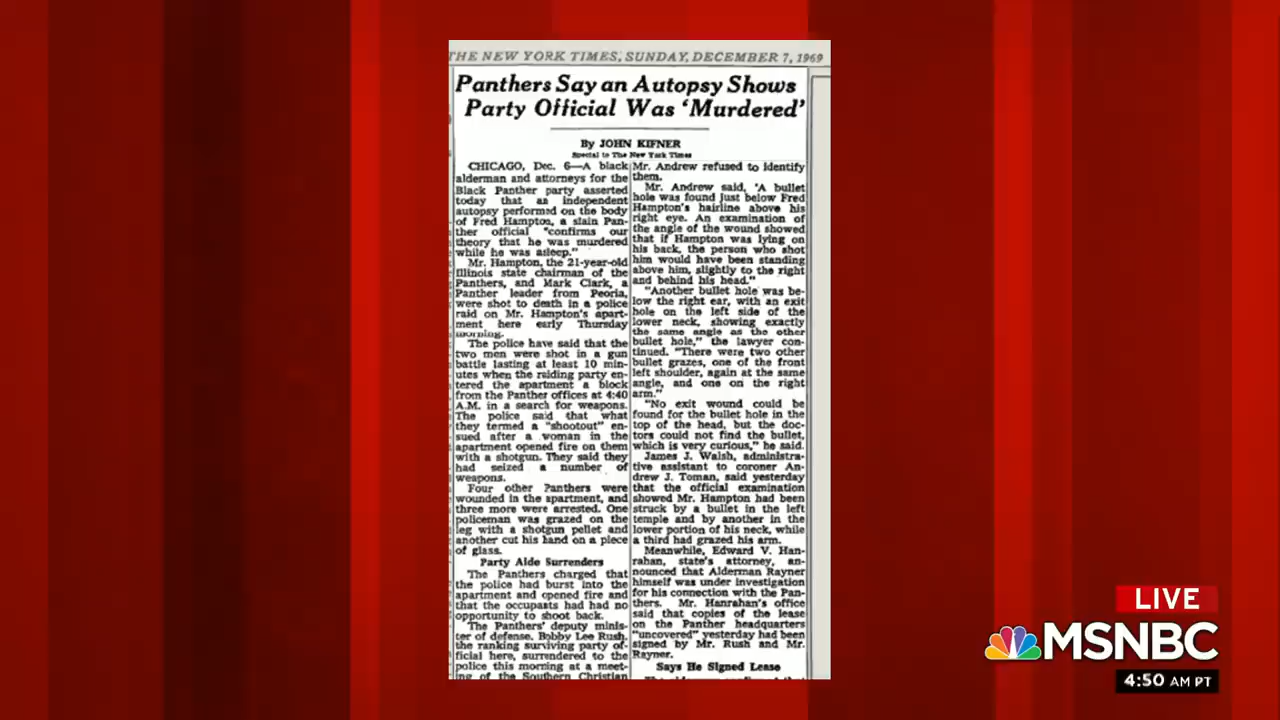 THE NEW YORK TIMES, SUNDAY, DECEMBER 7, 1969
Panthers Say an Autopsy Shows
Party Official Was 'Murdered'
By JOHN KIFNER
Special to The New York Times
CHICAGO, Dec. 6—A black
alderman and attorneys for the
Black Panther party asserted
today that an independent
autopsy performed on the body
of Fred Hampton, a slain Pan-
ther official "confirms our
theory that he was murdered
while he was asleep."
Mr. Hampton, the 21-year-old
Illinois state chairman of the
Panthers, and Mark Clark, a
Panther leader from Peoria,
were shot to death in a police
raid on Mr. Hampton's apart-
ment here early Thursday
morning.
The police have said that the
two men were shot in a gun
battle lasting at least 10 min-
utes when the raiding party en-
tered the apartment a block
from the Panther offices at 4:40
A.M. in a search for weapons.
The police said that what
they termed a "shootout" en-
sued after a woman in the
apartment opened fire on them
with a shotgun. They said they
had seized a number of
weapons.
Four other Panthers were
wounded in the apartment, and
three more were arrested. One
policeman was grazed on the
leg with a shotgun pellet and
another cut his hand on a piece
of glass.
Party Aide Surrenders
The Panthers charged that
the police had burst into the
apartment and opened fire and
that the occupants had had no
opportunity to shoot back.
The Panthers' deputy minis-
ter of defense, Bobby Lee Rush,
the ranking surviving party of-
ficial here, surrendered to the
police this morning at a meet-
ing of the Southern Christian
Mr. Andrew refused to identify
them.
Mr. Andrew said, 'A bullet
hole was found just below Fred
Hampton's hairline above his
right eye. An examination of
the angle of the wound showed
that if Hampton was lying on
his back, the person who shot
him would have been standing
above him, slightly to the right
and behind his head."
"Another bullet hole was be-
low the right ear, with an exit
hole on the left side of the
lower neck, showing exactly
the same angle as the other
bullet hole," the lawyer con-
tinued. "There were two other
bullet grazes, one of the front
left shoulder, again at the same
angle, and one on the right
arm."
"No exit wound could be
found for the bullet hole in the
top of the head, but the doc-
tors could not find the bullet,
which is very curious," he said.
James J. Walsh, administra-
tive assistant to coroner An-
drew J. Toman, said yesterday
that the official examination
showed Mr. Hampton had been
struck by a bullet in the left
temple and by another in the
lower portion of his neck, while
a third had grazed his arm.
Meanwhile, Edward V. Han-
rahan, state's attorney, an-
nounced that Alderman Rayner
himself was under investigation
for his connection with the Pan-
thers. Mr. Hanrahan's office
said that copies of the lease
on the Panther headquarters
"uncovered" yesterday had been
signed by Mr. Rush and Mr.
Rayner.
Says He Signed Lease
LIVE
MSNBC
4:50 AM PT